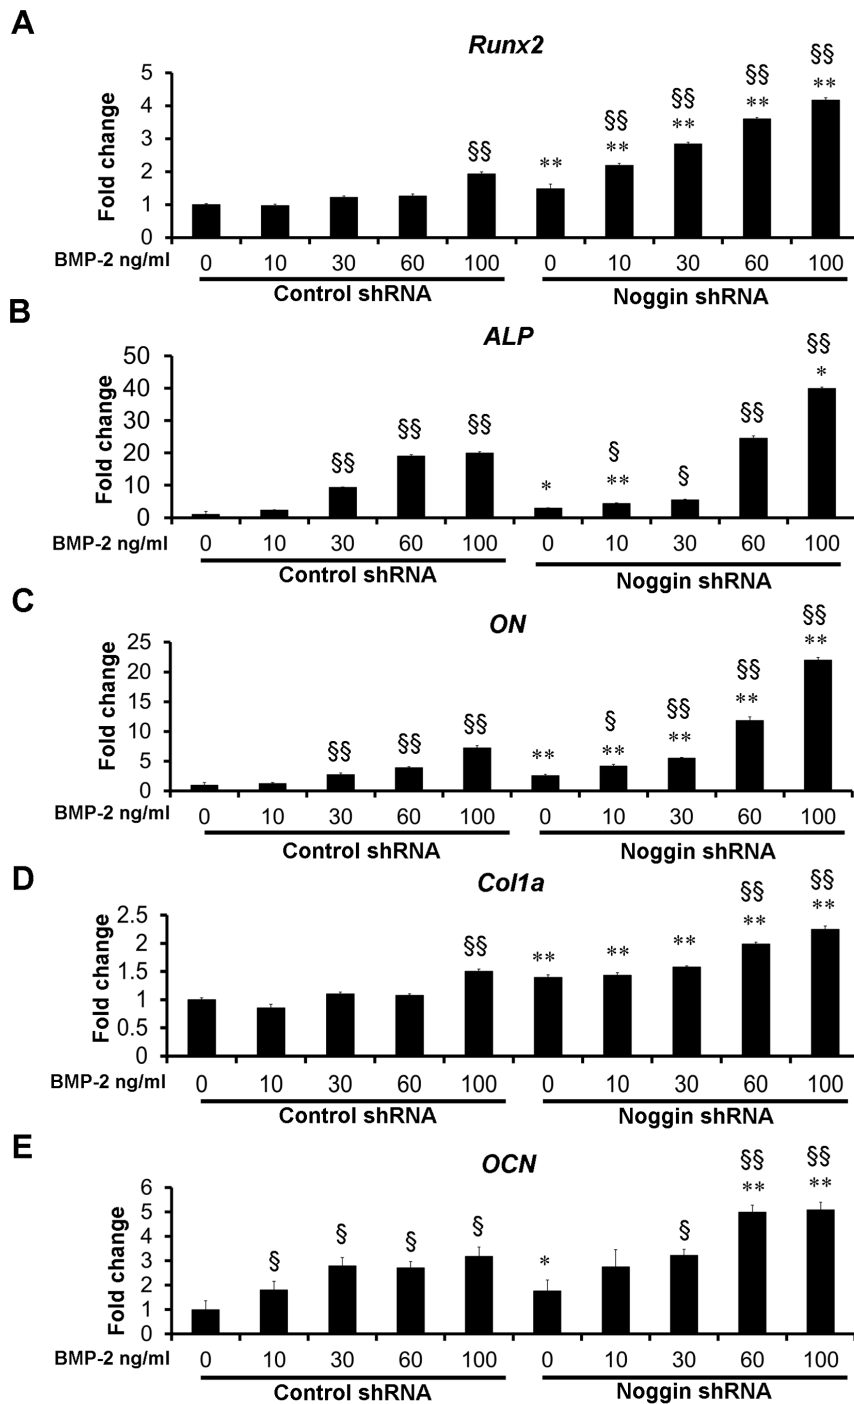 A
Runx2
Fold change
5
4
3
2
1
0
§§ ** §§ ** §§ ** §§ ** §§ **
BMP-2 ng/ml 0 10 30 60 100 0 10 30 60 100
Control shRNA Noggin shRNA
B
ALP
Fold change
50
40
30
20
10
0
§§ §§ §§ * § ** § §§ §§ *
BMP-2 ng/ml 0 10 30 60 100 0 10 30 60 100
Control shRNA Noggin shRNA
C
ON
Fold change
25
20
15
10
5
0
§§ §§ §§ ** § ** §§ ** §§ ** §§ **
BMP-2 ng/ml 0 10 30 60 100 0 10 30 60 100
Control shRNA Noggin shRNA
D
Col1a
Fold change
2.5
2
1.5
1
0.5
0
§§ ** ** ** §§ ** §§ **
BMP-2 ng/ml 0 10 30 60 100 0 10 30 60 100
Control shRNA Noggin shRNA
E
OCN
Fold change
6
5
4
3
2
1
0
§ § § § * § §§ ** §§ **
BMP-2 ng/ml 0 10 30 60 100 0 10 30 60 100
Control shRNA Noggin shRNA